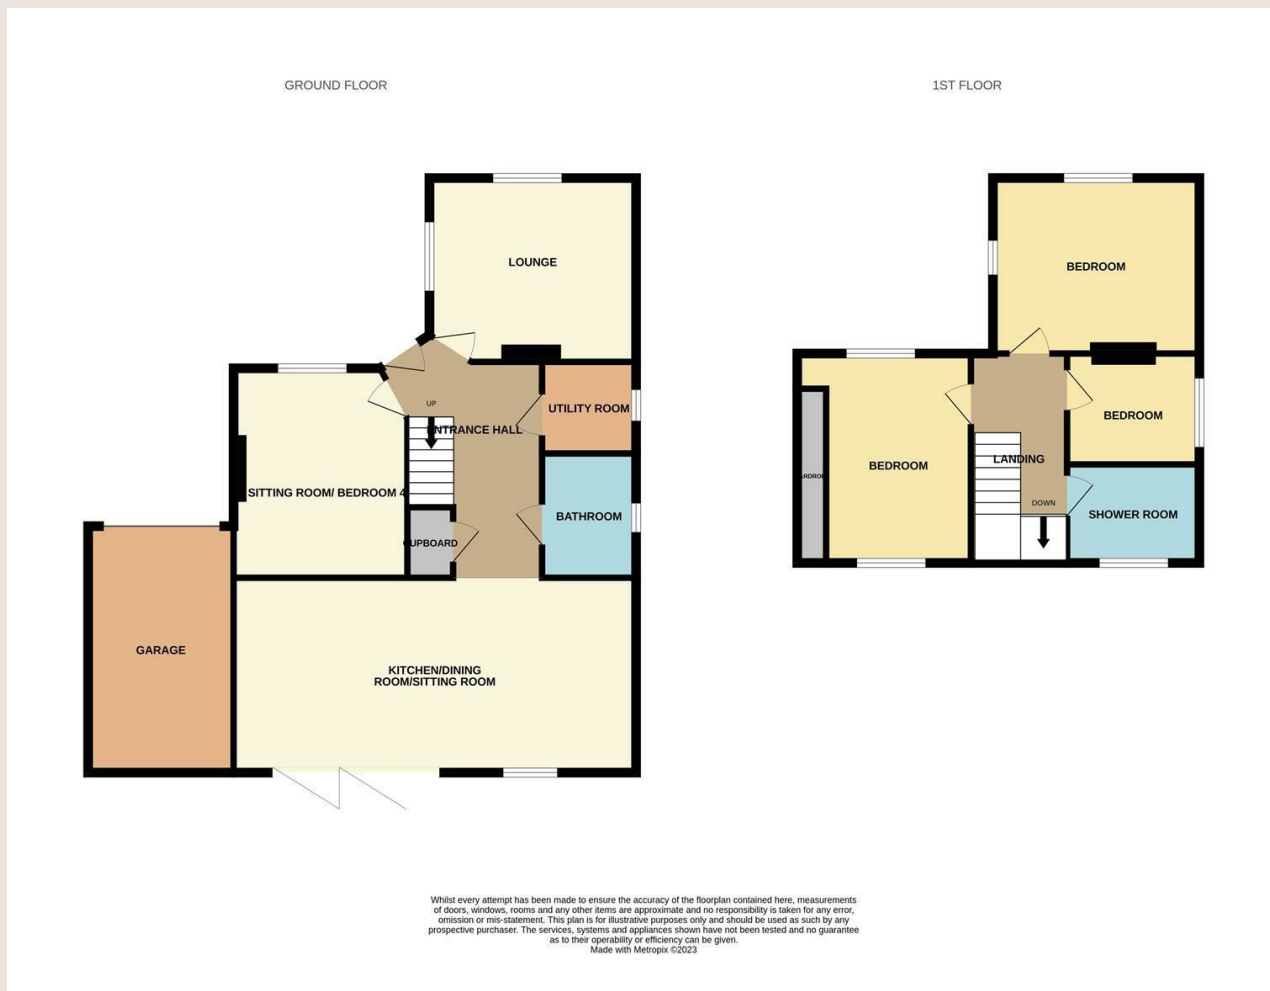 GROUND FLOOR
1ST FLOOR
LOUNGE
UP
ENTRANCE HALL
UTILITY ROOM
SITTING ROOM/ BEDROOM 4
BATHROOM
CUPBOARD
GARAGE
KITCHEN/DINING
ROOM/SITTING ROOM
BEDROOM
BEDROOM
BEDROOM
LANDING
DOWN
SHOWER ROOM
Whilst every attempt has been made to ensure the accuracy of the floorplan contained here, measurements
of doors, windows, rooms and any other items are approximate and no responsibility is taken for any error,
omission or mis-statement. This plan is for illustrative purposes only and should be used as such by any
prospective purchaser. The services, systems and appliances shown have not been tested and no guarantee
as to their operability or efficiency can be given.
Made with Metropix ©2023